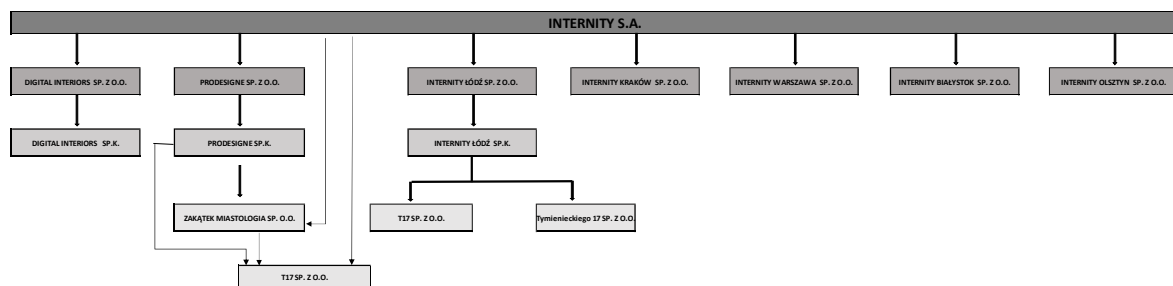 INTERNITY S.A.
DIGITAL INTERIORS SP. Z O.O.
PRODESIGNE SP. Z O.O.
INTERNITY ŁÓDŹ SP. Z O.O.
INTERNITY KRAKÓW SP. Z O.O.
INTERNITY WARSZAWA SP. Z O.O.
INTERNITY BIAŁYSTOK SP. Z O.O.
INTERNITY OLSZTYN SP. Z O.O.
DIGITAL INTERIORS SP.K.
PRODESIGNE SP.K.
INTERNITY ŁÓDŹ SP.K.
ZAKĄTEK MIASTOLOGIA SP. O.O.
T17 SP. Z O.O.
Tymienieckiego 17 SP. Z O.O.
T17 SP. Z O.O.